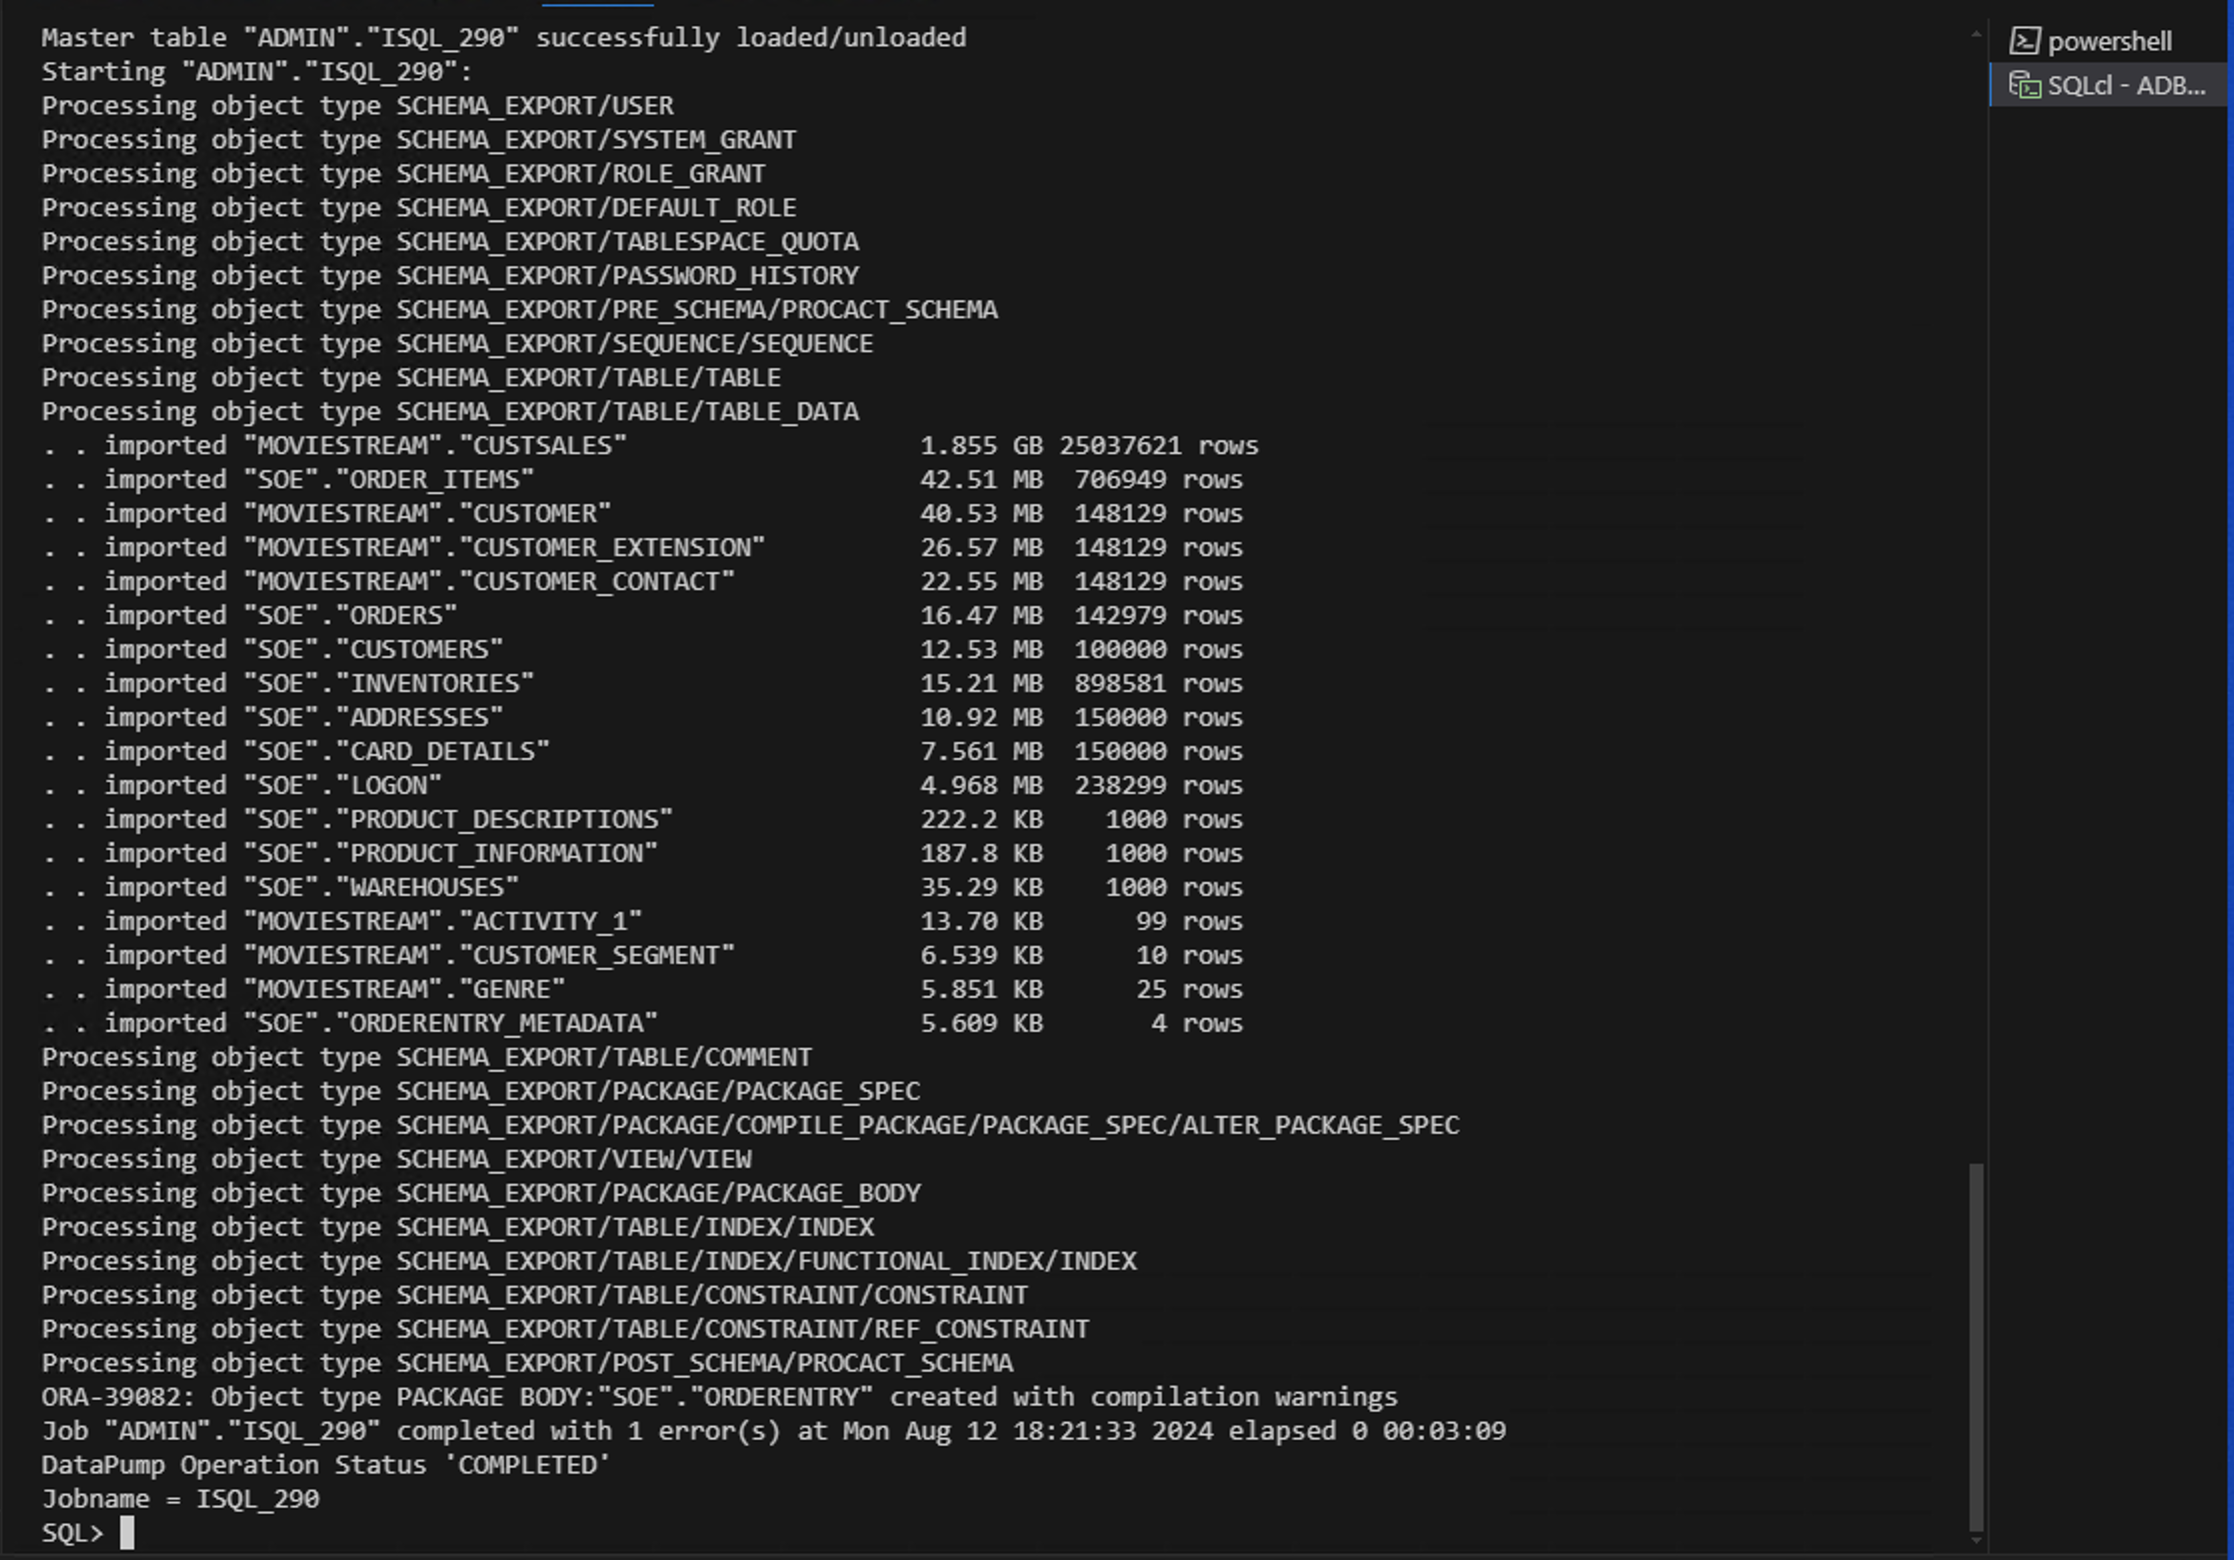 Master table "ADMIN"."ISQL_290" successfully loaded/unloaded
Starting "ADMIN"."ISQL_290":
Processing object type SCHEMA_EXPORT/USER
Processing object type SCHEMA_EXPORT/SYSTEM_GRANT
Processing object type SCHEMA_EXPORT/ROLE_GRANT
Processing object type SCHEMA_EXPORT/DEFAULT_ROLE
Processing object type SCHEMA_EXPORT/TABLESPACE_QUOTA
Processing object type SCHEMA_EXPORT/PASSWORD_HISTORY
Processing object type SCHEMA_EXPORT/PRE_SCHEMA/PROCACT_SCHEMA
Processing object type SCHEMA_EXPORT/SEQUENCE/SEQUENCE
Processing object type SCHEMA_EXPORT/TABLE/TABLE
Processing object type SCHEMA_EXPORT/TABLE/TABLE_DATA
. . imported "MOVIESTREAM"."CUSTSALES" 1.855 GB 25037621 rows
. . imported "SOE"."ORDER_ITEMS" 42.51 MB 706949 rows
. . imported "MOVIESTREAM"."CUSTOMER" 40.53 MB 148129 rows
. . imported "MOVIESTREAM"."CUSTOMER_EXTENSION" 26.57 MB 148129 rows
. . imported "MOVIESTREAM"."CUSTOMER_CONTACT" 22.55 MB 148129 rows
. . imported "SOE"."ORDERS" 16.47 MB 142979 rows
. . imported "SOE"."CUSTOMERS" 12.53 MB 100000 rows
. . imported "SOE"."INVENTORIES" 15.21 MB 898581 rows
. . imported "SOE"."ADDRESSES" 10.92 MB 150000 rows
. . imported "SOE"."CARD_DETAILS" 7.561 MB 150000 rows
. . imported "SOE"."LOGON" 4.968 MB 238299 rows
. . imported "SOE"."PRODUCT_DESCRIPTIONS" 222.2 KB 1000 rows
. . imported "SOE"."PRODUCT_INFORMATION" 187.8 KB 1000 rows
. . imported "SOE"."WAREHOUSES" 35.29 KB 1000 rows
. . imported "MOVIESTREAM"."ACTIVITY_1" 13.70 KB 99 rows
. . imported "MOVIESTREAM"."CUSTOMER_SEGMENT" 6.539 KB 10 rows
. . imported "MOVIESTREAM"."GENRE" 5.851 KB 25 rows
. . imported "SOE"."ORDERENTRY_METADATA" 5.609 KB 4 rows
Processing object type SCHEMA_EXPORT/TABLE/COMMENT
Processing object type SCHEMA_EXPORT/PACKAGE/PACKAGE_SPEC
Processing object type SCHEMA_EXPORT/PACKAGE/COMPILE_PACKAGE/PACKAGE_SPEC/ALTER_PACKAGE_SPEC
Processing object type SCHEMA_EXPORT/VIEW/VIEW
Processing object type SCHEMA_EXPORT/PACKAGE/PACKAGE_BODY
Processing object type SCHEMA_EXPORT/TABLE/INDEX/INDEX
Processing object type SCHEMA_EXPORT/TABLE/INDEX/FUNCTIONAL_INDEX/INDEX
Processing object type SCHEMA_EXPORT/TABLE/CONSTRAINT/CONSTRAINT
Processing object type SCHEMA_EXPORT/TABLE/CONSTRAINT/REF_CONSTRAINT
Processing object type SCHEMA_EXPORT/POST_SCHEMA/PROCACT_SCHEMA
ORA-39082: Object type PACKAGE BODY:"SOE"."ORDERENTRY" created with compilation warnings
Job "ADMIN"."ISQL_290" completed with 1 error(s) at Mon Aug 12 18:21:33 2024 elapsed 0 00:03:09
DataPump Operation Status 'COMPLETED'
Jobname = ISQL_290
SQL>
powershell
SQLcl - ADB...